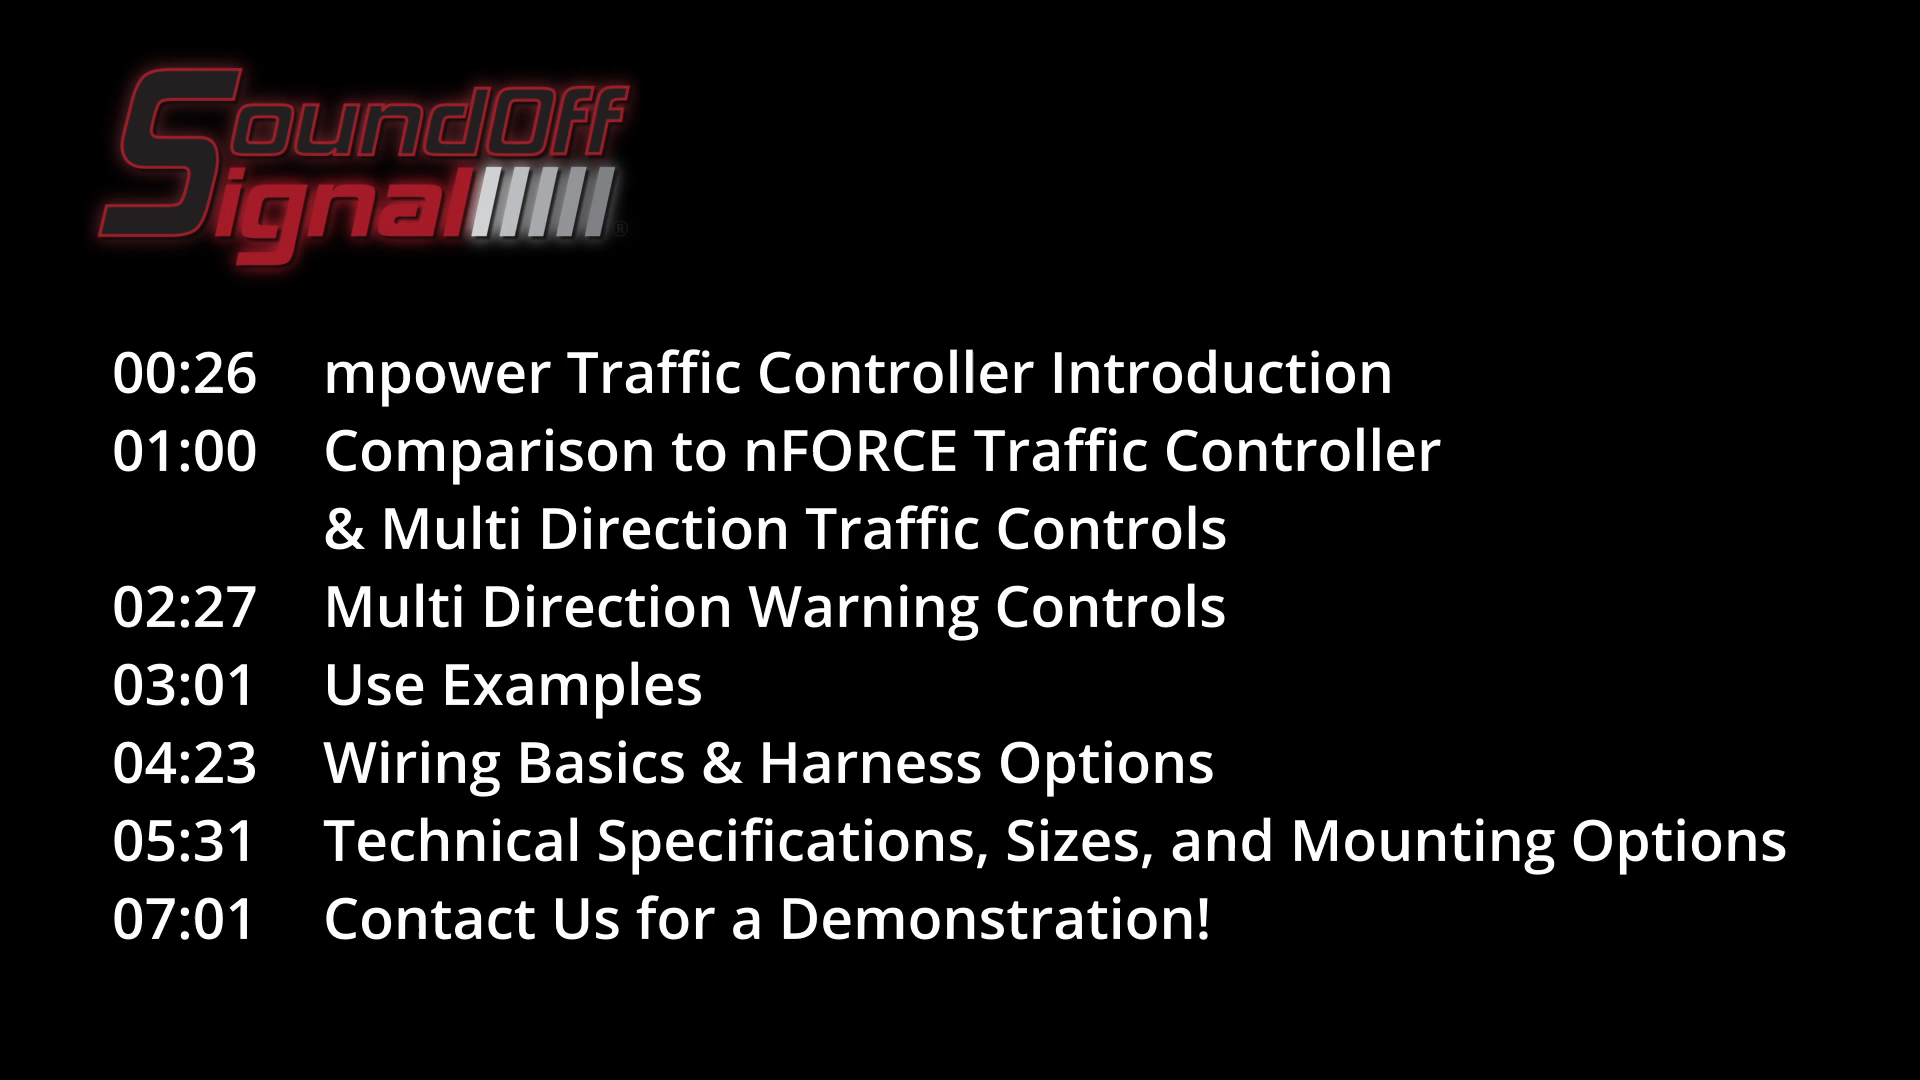 SoundOff
Signal®
00:26 mpower Traffic Controller Introduction
01:00 Comparison to nFORCE Traffic Controller
& Multi Direction Traffic Controls
02:27 Multi Direction Warning Controls
03:01 Use Examples
04:23 Wiring Basics & Harness Options
05:31 Technical Specifications, Sizes, and Mounting Options
07:01 Contact Us for a Demonstration!